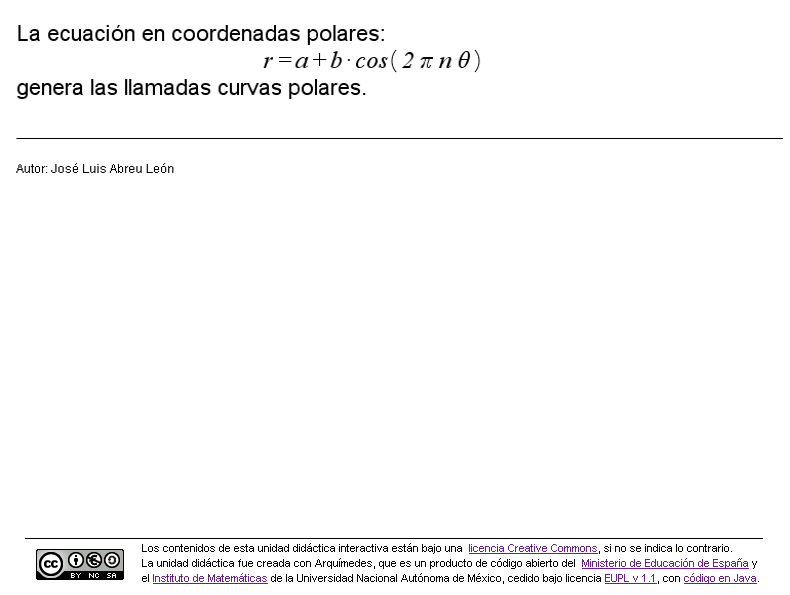 La ecuación en coordenadas polares:
r = a + b · cos( 2 π n θ )
genera las llamadas curvas polares.
Autor: José Luis Abreu León
Los contenidos de esta unidad didáctica interactiva están bajo una licencia Creative Commons, si no se indica lo contrario.
La unidad didáctica fue creada con Arquímedes, que es un producto de código abierto del Ministerio de Educación de España y
el Instituto de Matemáticas de la Universidad Nacional Autónoma de México, cedido bajo licencia EUPL v 1.1, con código en Java.
cc
BY NC SA